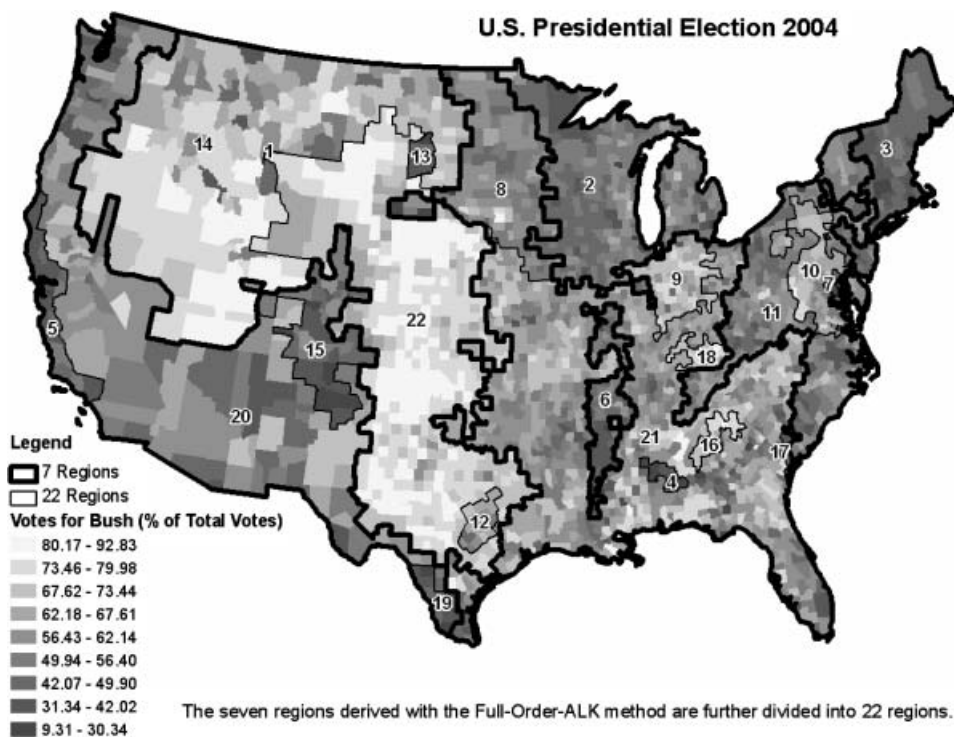 U.S. Presidential Election 2004
3
14
1
13
8
2
9
10
7
11
22
5
15
18
6
20
21
16
17
4
12
19
Legend
7 Regions
22 Regions
Votes for Bush (% of Total Votes)
80.17 - 92.83
73.46 - 79.98
67.62 - 73.44
62.18 - 67.61
56.43 - 62.14
49.94 - 56.40
42.07 - 49.90
31.34 - 42.02
9.31 - 30.34
The seven regions derived with the Full-Order-ALK method are further divided into 22 regions.